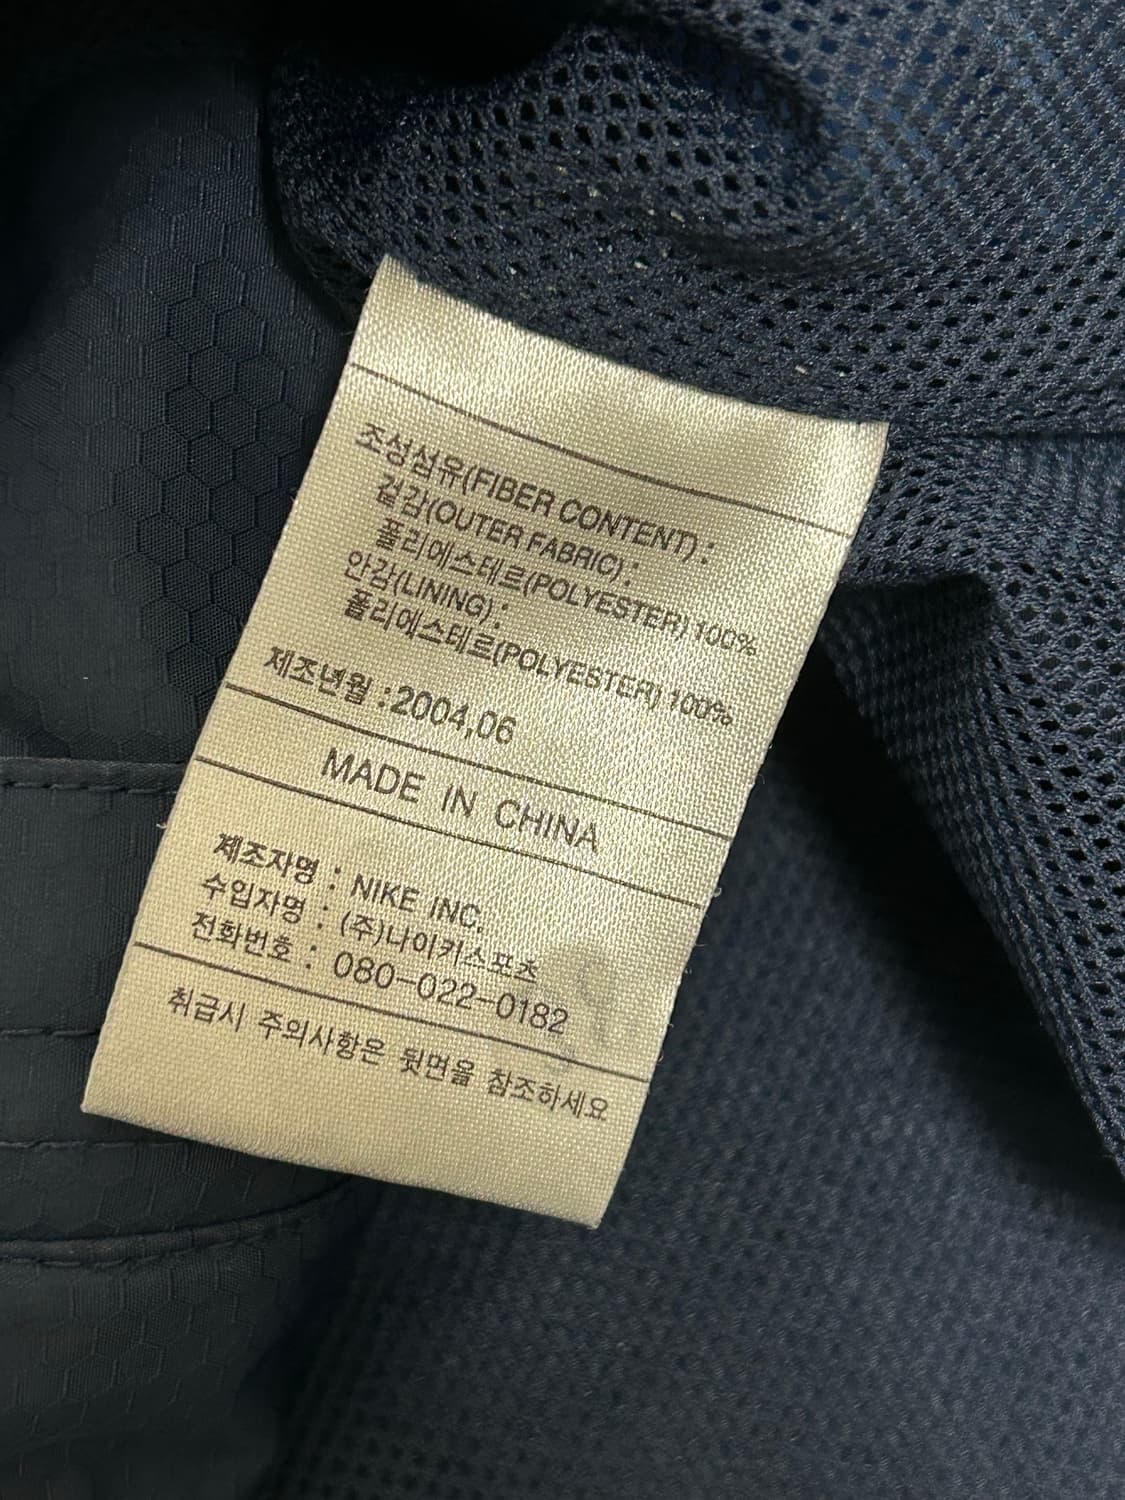 조성섬유(FIBER CONTENT) :
겉감(OUTER FABRIC) :
폴리에스테르(POLYESTER) 100%
안감(LINING) :
폴리에스테르(POLYESTER) 100%
제조년월 : 2004,06
MADE IN CHINA
제조자명 : NIKE INC.
수입자명 : (주)나이키스포츠
전화번호 : 080-022-0182
취급시 주의사항은 뒷면을 참조하세요